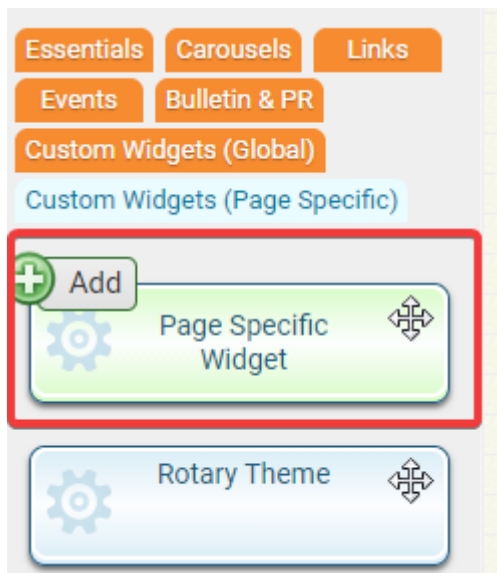 Essentials Carousels Links
Events Bulletin & PR
Custom Widgets (Global)
Custom Widgets (Page Specific)
Add
Page Specific
Widget
Rotary Theme